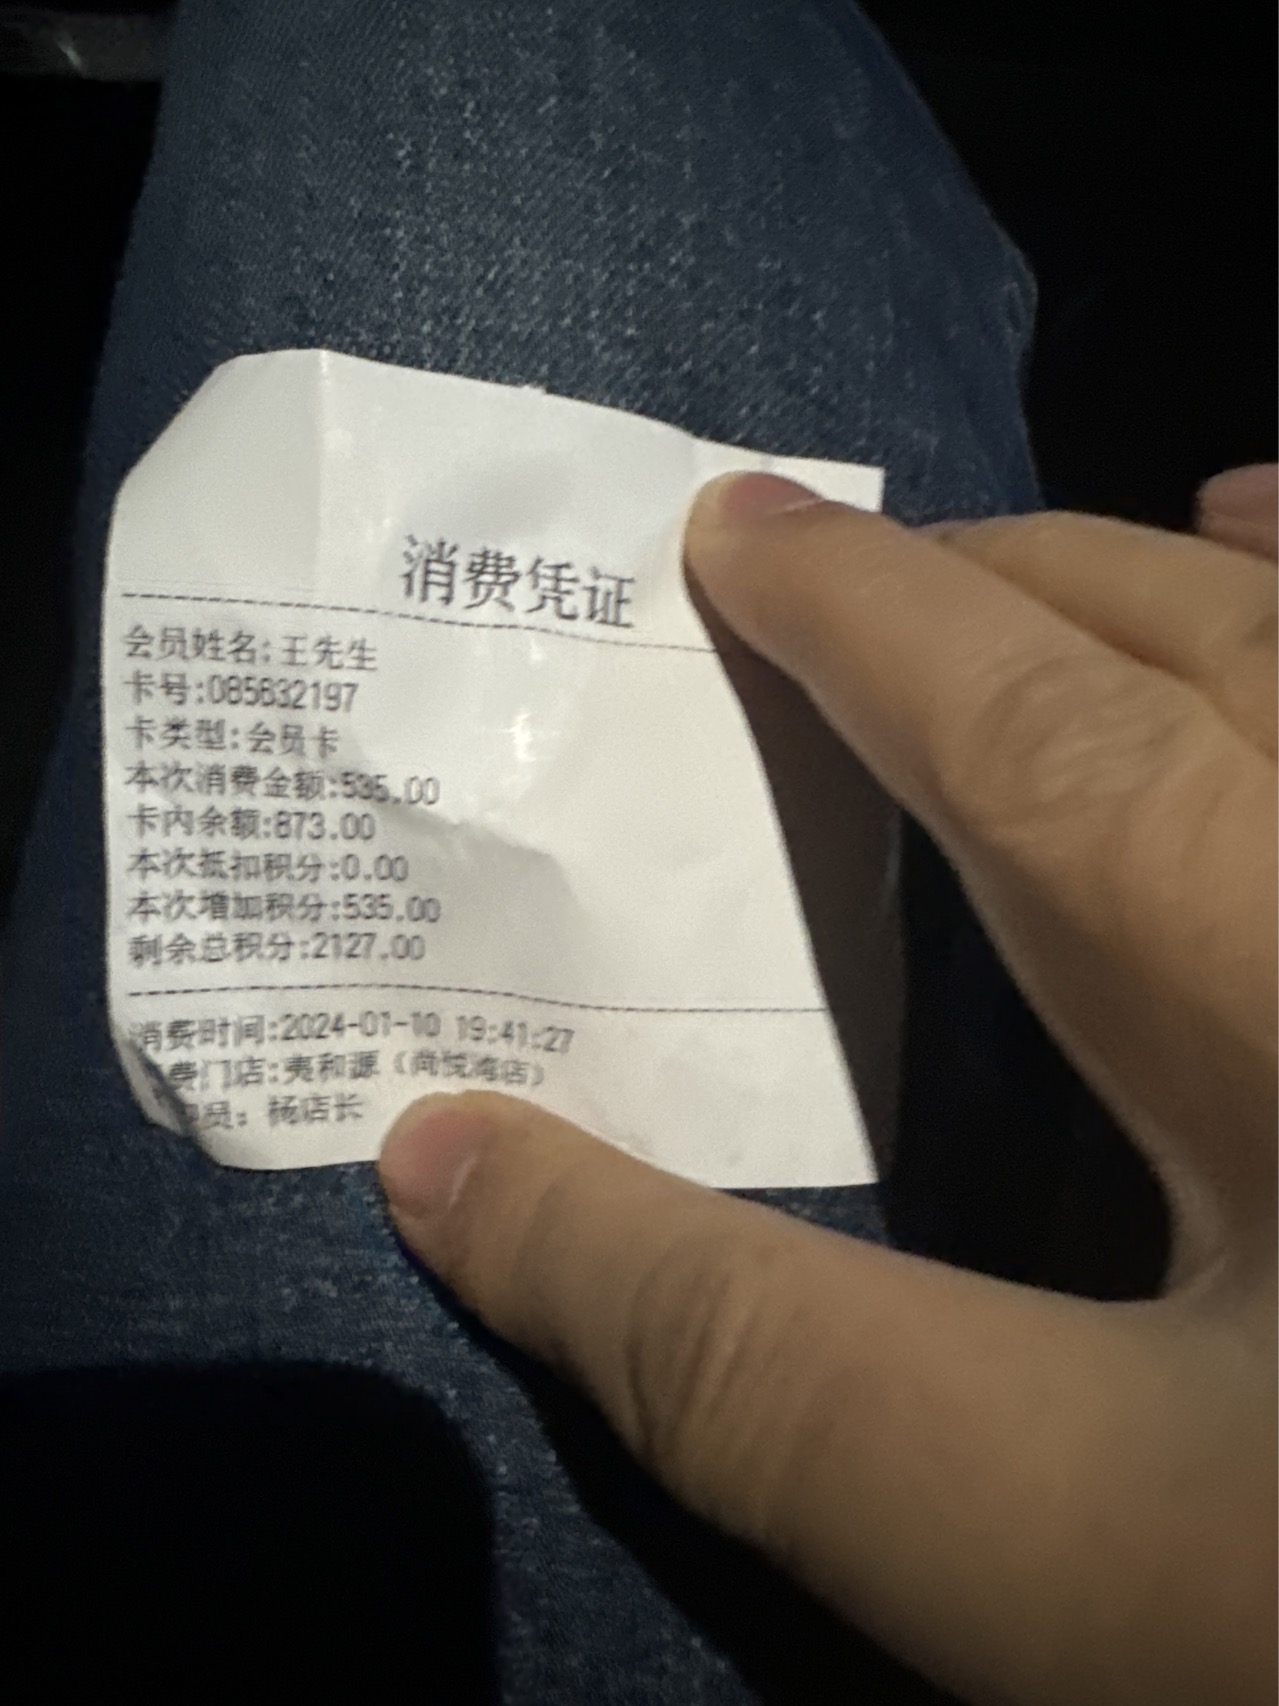 消费凭证
会员姓名:王先生
卡号:085832197
卡类型:会员卡
本次消费金额:535.00
卡内余额:873.00
本次抵扣积分:0.00
本次增加积分:535.00
剩余总积分:2127.00
消费时间:2024-01-10 19:41:27
费门店:夷和源（尚悦湾店）
员：杨店长